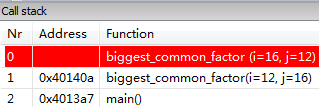 Call stack
Nr Address Function
0 biggest_common_factor (i=16, j=12)
1 0x40140a biggest_common_factor(i=12, j=16)
2 0x4013a7 main()